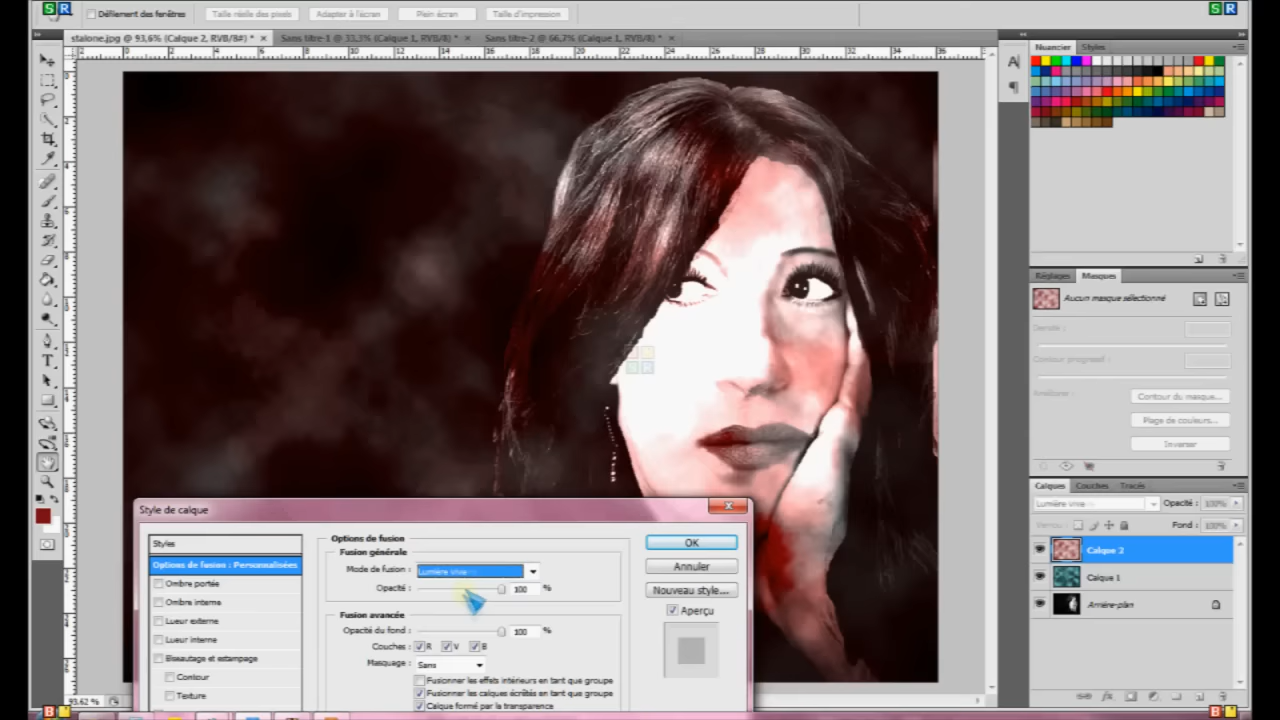 S R
Défilement des fenêtres
Taille réelle des pixels
Adapter à l'écran
Plein écran
Taille d'impression
S R
stalone.jpg @ 93,6% (Calque 2, RVB/8#) *
Sans titre-1 @ 33,3% (Calque 1, RVB/8) *
Sans titre-2 @ 66,7% (Calque 1, RVB/8) *
Nuancier
Styles
Réglages
Masques
Aucun masque sélectionné
Densité :
Contour progressif :
Améliorer :
Contour du masque...
Plage de couleurs...
Inverser
Calques
Couches
Tracés
Lumière vive
Opacité : 100%
Verrou :
Fond : 100%
Calque 2
Calque 1
Arrière-plan
Style de calque
Styles
Options de fusion : Personnalisées
Ombre portée
Ombre interne
Lueur externe
Lueur interne
Biseautage et estampage
Contour
Texture
Options de fusion
Fusion générale
Mode de fusion : Lumière vive
Opacité : 100 %
Fusion avancée
Opacité du fond : 100 %
Couches : R V B
Masquage : Sans
Fusionner les effets intérieurs en tant que groupe
Fusionner les calques écrêtés en tant que groupe
Calque formé par la transparence
OK
Annuler
Nouveau style...
Aperçu
93.62 %
B
B